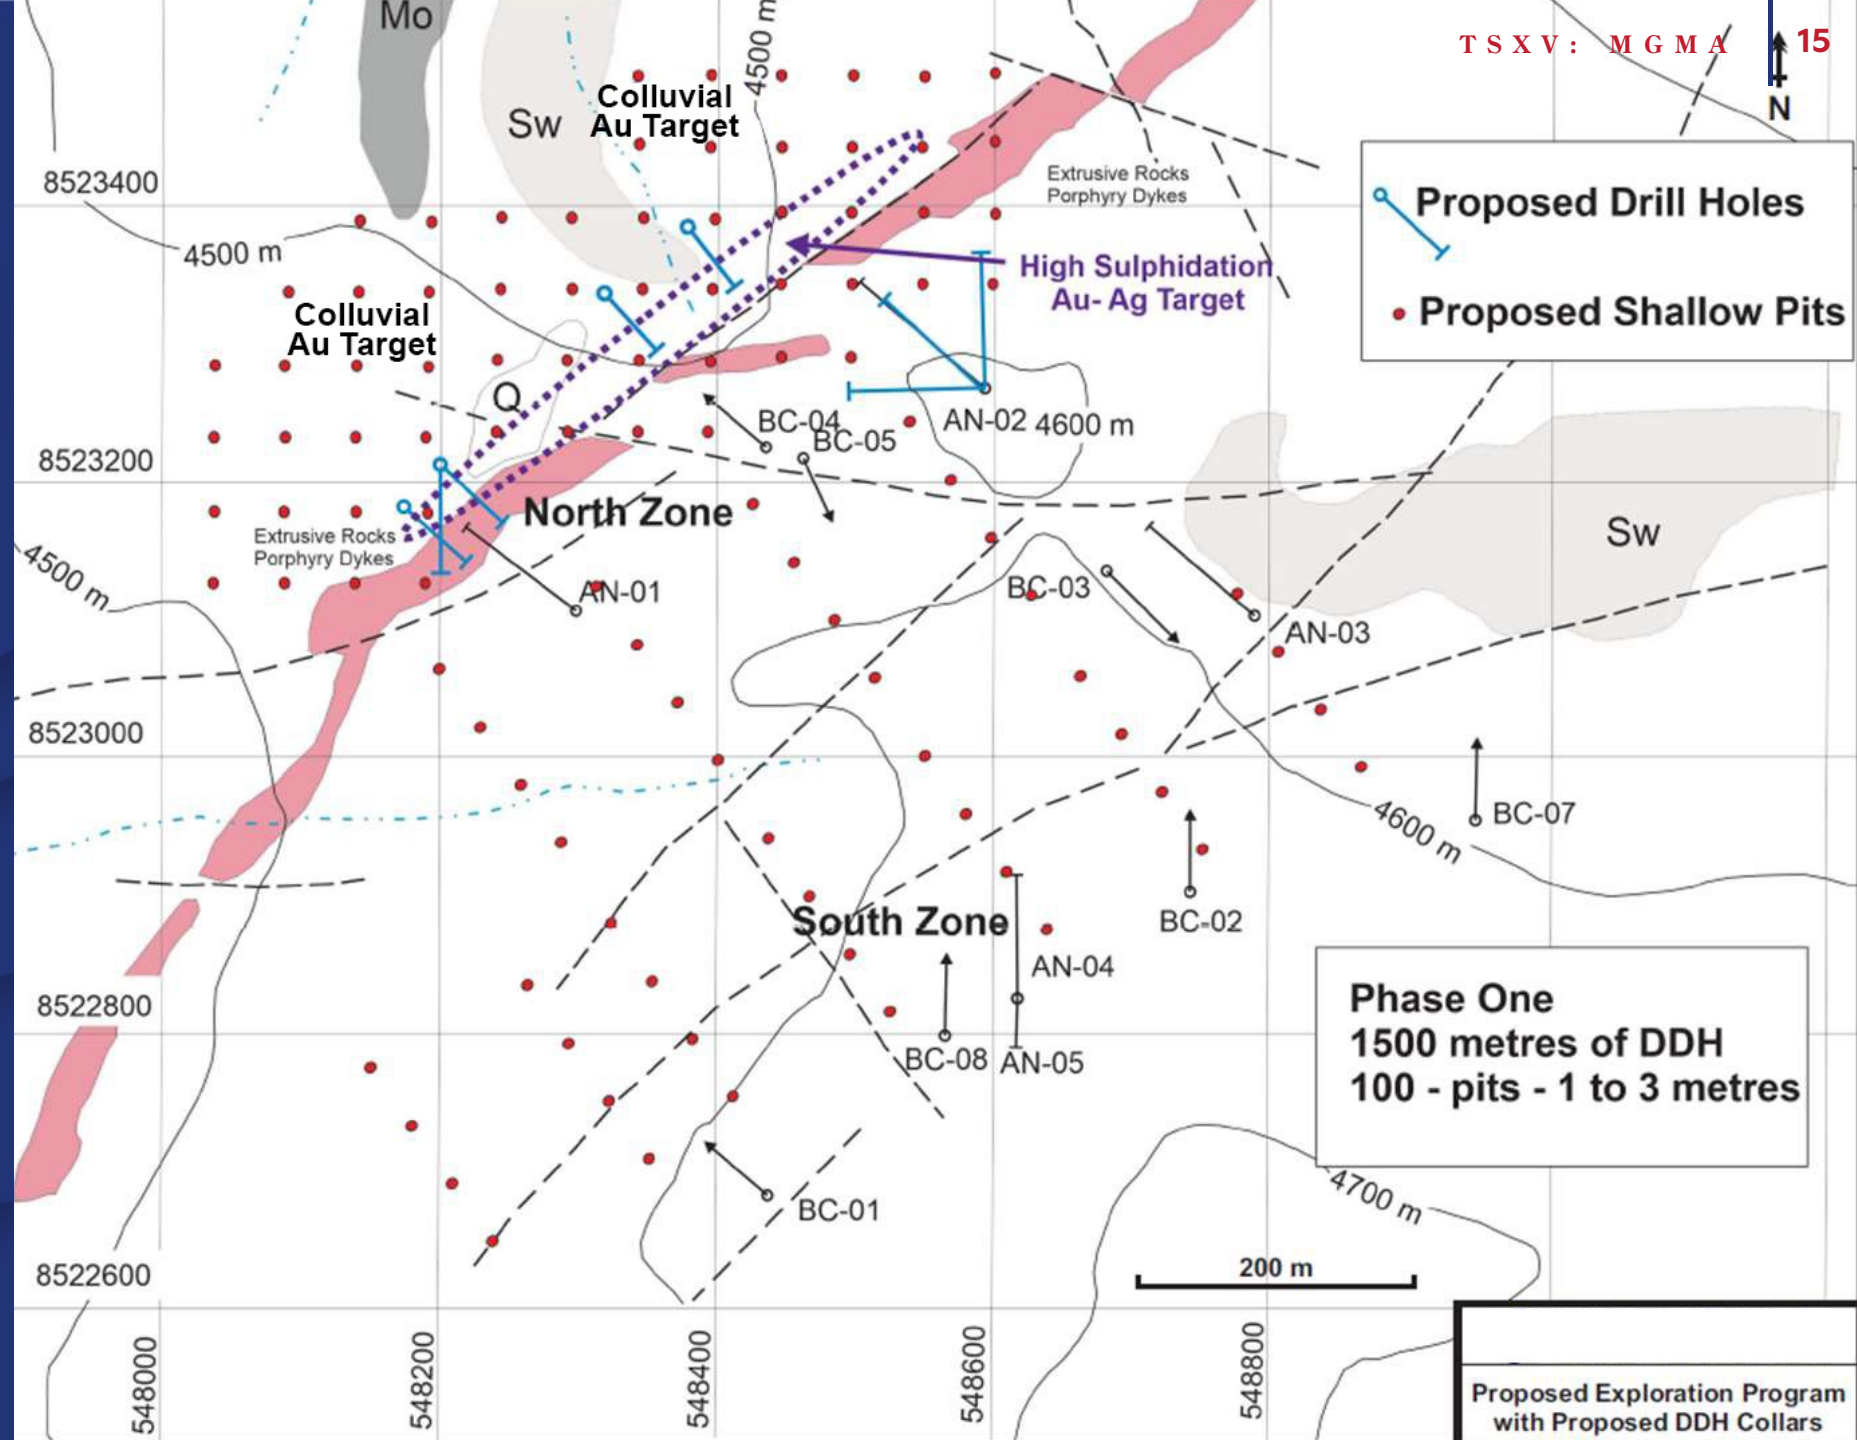 TSXV: MGMA
15
N
Mo
Sw
4500 m
Colluvial
Au Target
8523400
4500 m
Extrusive Rocks
Porphyry Dykes
Proposed Drill Holes
Proposed Shallow Pits
High Sulphidation
Au- Ag Target
Colluvial
Au Target
Q
BC-04
BC-05
AN-02
4600 m
8523200
North Zone
Extrusive Rocks
Porphyry Dykes
Sw
4500 m
AN-01
BC-03
AN-03
8523000
4600 m
BC-07
South Zone
BC-02
AN-04
8522800
BC-08
AN-05
Phase One
1500 metres of DDH
100 - pits - 1 to 3 metres
BC-01
4700 m
8522600
200 m
548000
548200
548400
548600
548800
Proposed Exploration Program
with Proposed DDH Collars